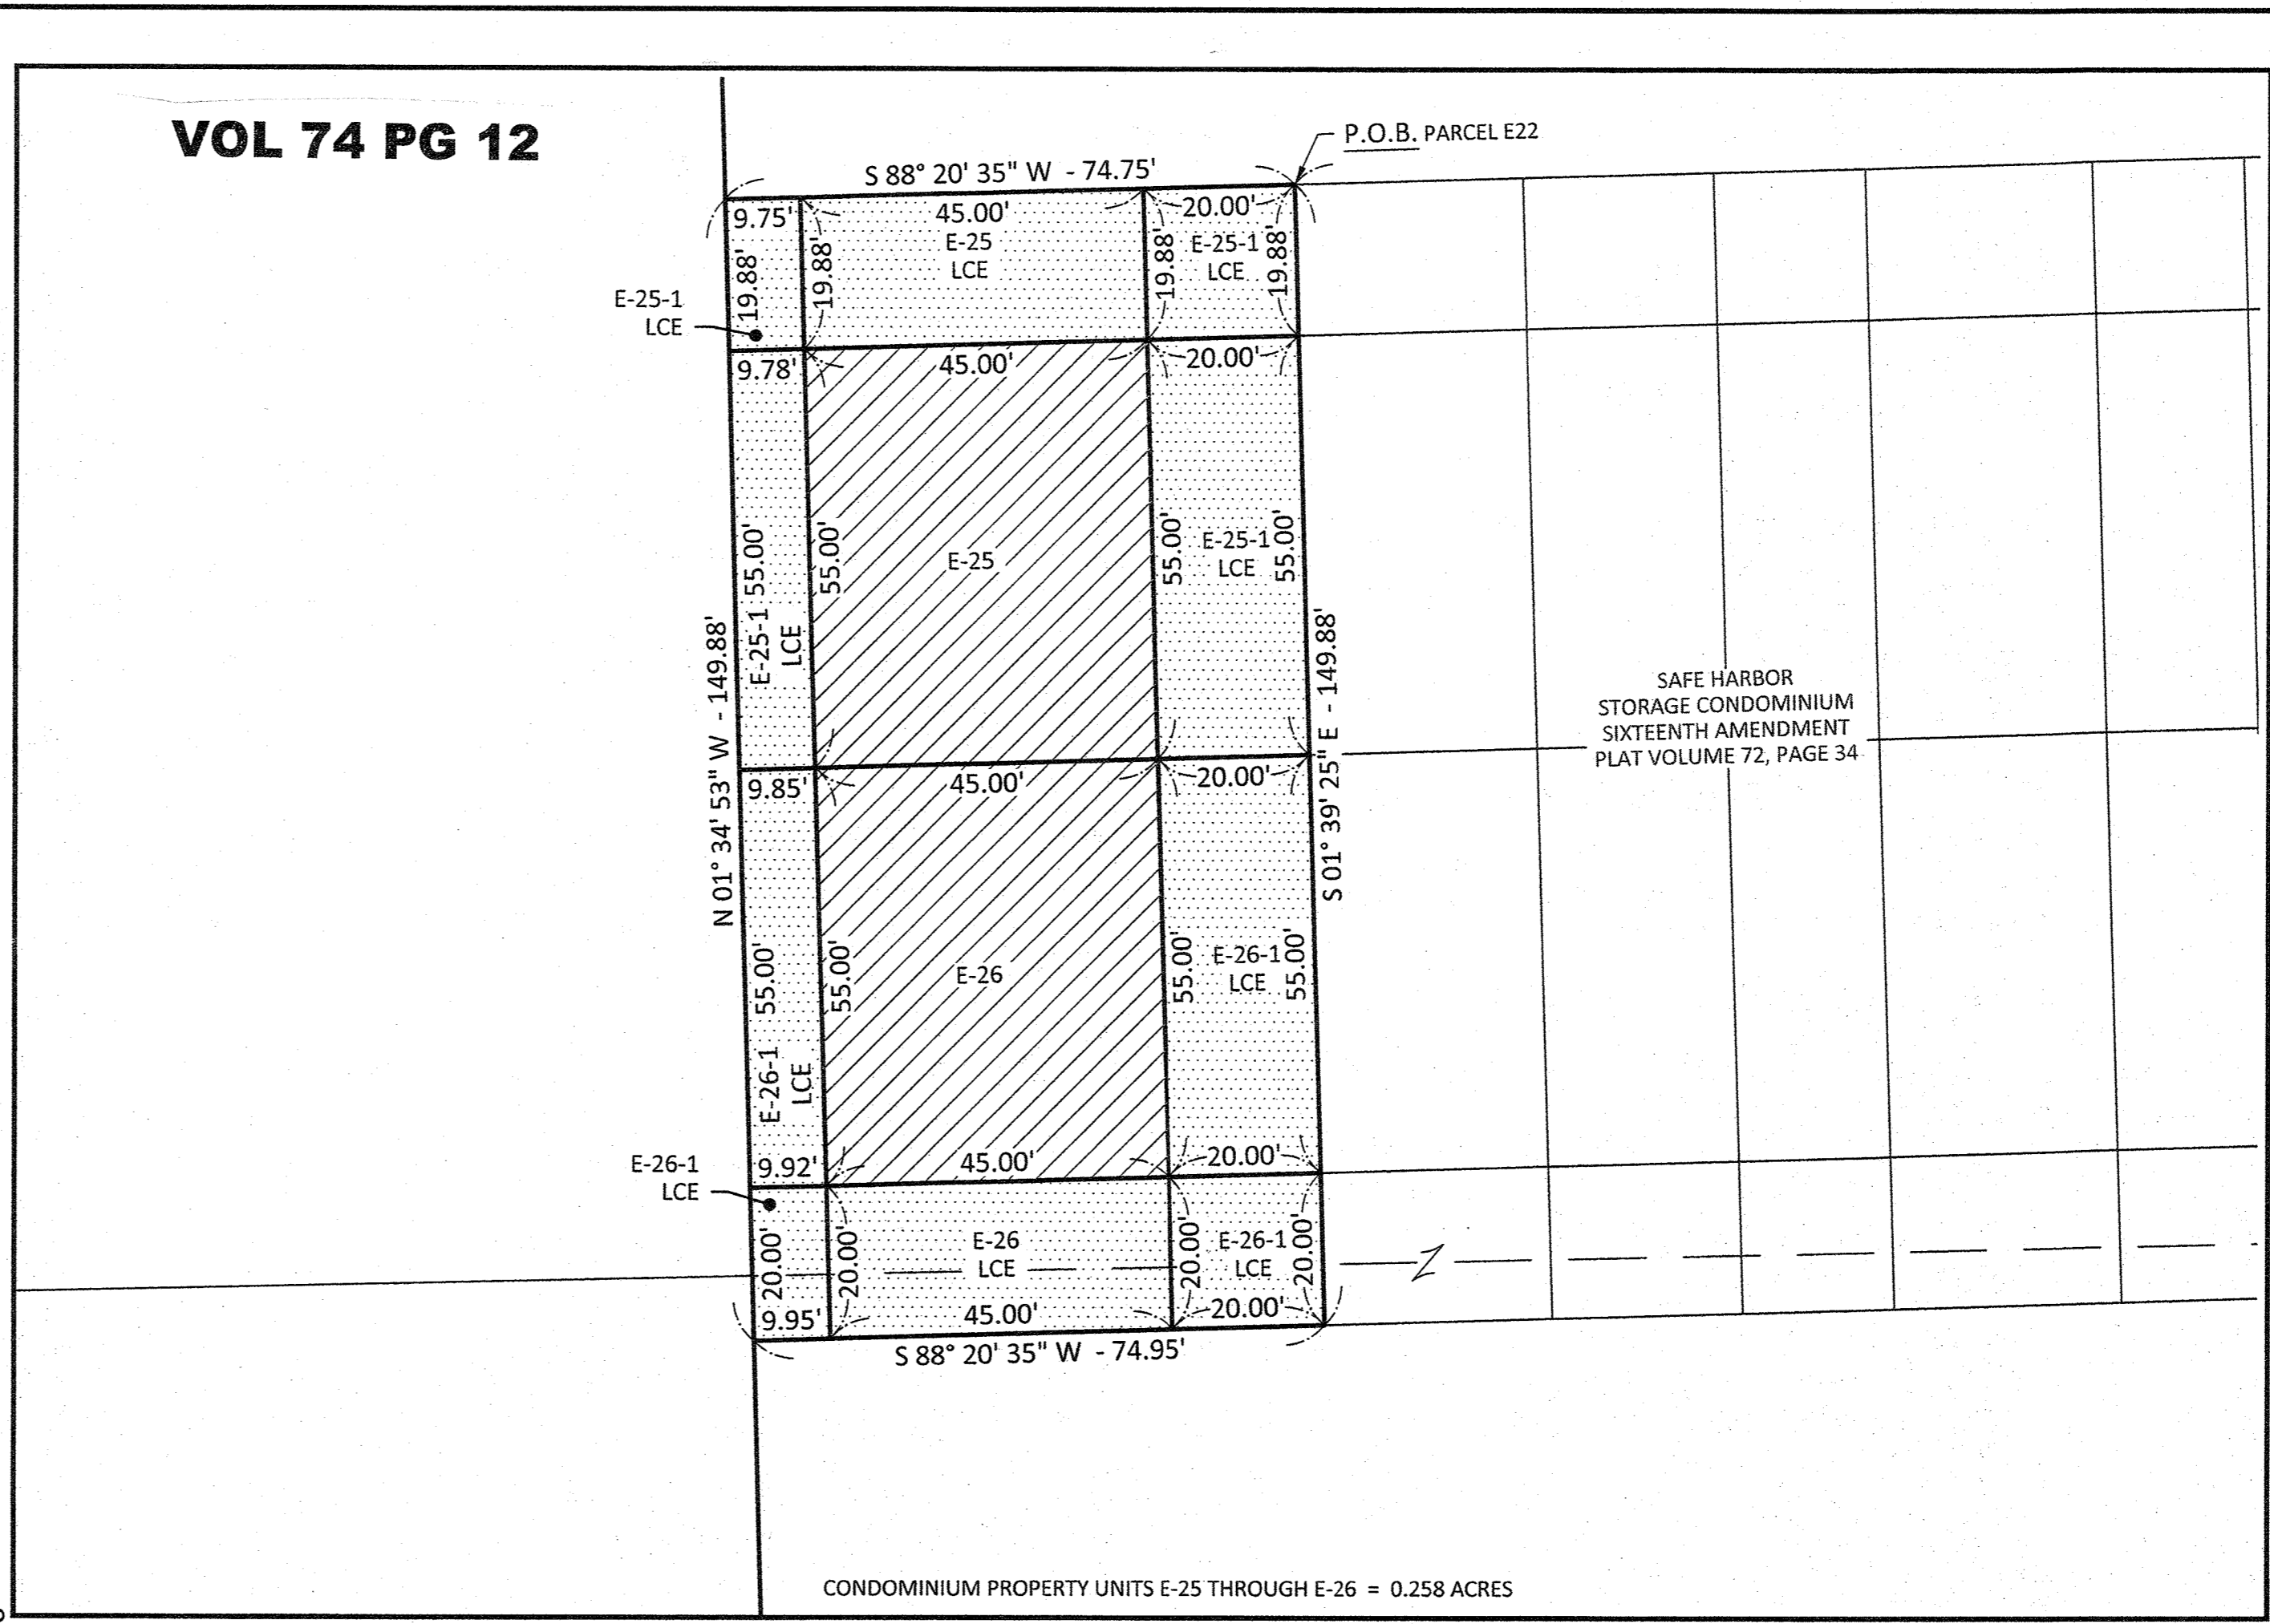 VOL 74 PG 12
P.O.B. PARCEL E22
S 88° 20' 35" W - 74.75'
9.75'
45.00'
20.00'
E-25
LCE
E-25-1
LCE
19.88'
19.88'
19.88'
19.88'
E-25-1
LCE
9.78'
45.00'
20.00'
55.00'
55.00'
55.00'
55.00'
E-25-1
LCE
E-25
E-25-1
LCE
N 01° 34' 53" W - 149.88'
S 01° 39' 25" E - 149.88'
SAFE HARBOR
STORAGE CONDOMINIUM
SIXTEENTH AMENDMENT
PLAT VOLUME 72, PAGE 34
9.85'
45.00'
20.00'
55.00'
55.00'
55.00'
55.00'
E-26
E-26-1
LCE
E-26-1
LCE
9.92'
45.00'
20.00'
E-26-1
LCE
20.00'
20.00'
20.00'
20.00'
E-26
LCE
E-26-1
LCE
9.95'
45.00'
20.00'
S 88° 20' 35" W - 74.95'
CONDOMINIUM PROPERTY UNITS E-25 THROUGH E-26 = 0.258 ACRES